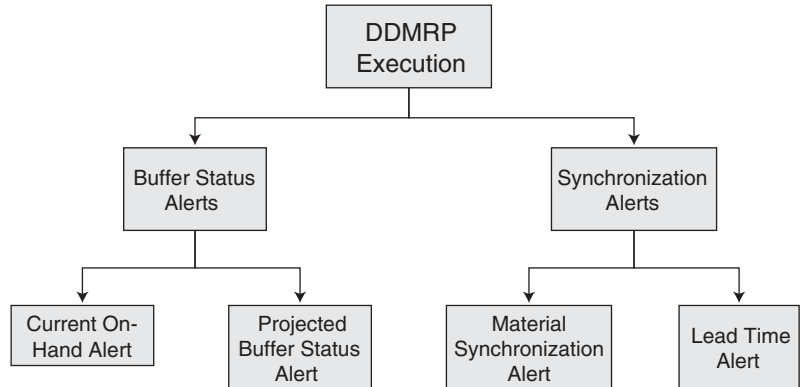 DDMRP
Execution
Buffer Status
Alerts
Synchronization
Alerts
Current On-
Hand Alert
Projected
Buffer Status
Alert
Material
Synchronization
Alert
Lead Time
Alert